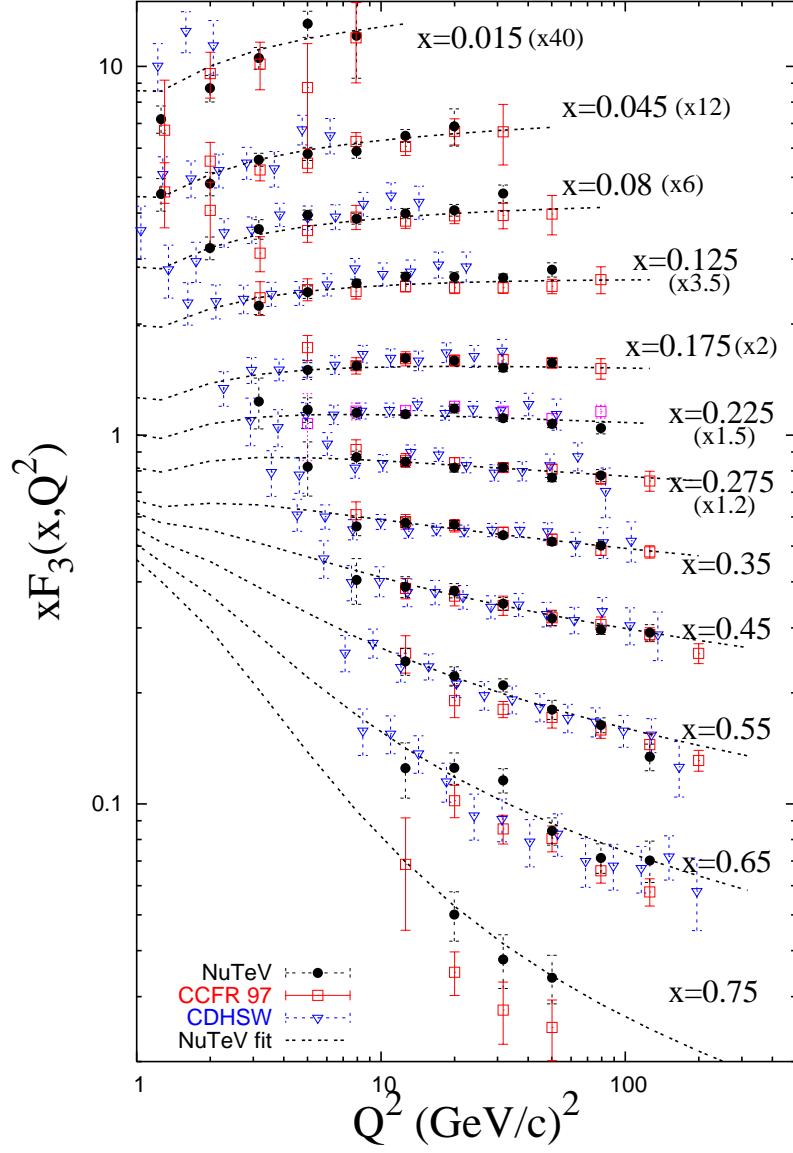 10
1
0.1
xF3(x,Q^2)
x=0.015 (x40)
x=0.045 (x12)
x=0.08 (x6)
x=0.125
(x3.5)
x=0.175 (x2)
x=0.225
(x1.5)
x=0.275
(x1.2)
x=0.35
x=0.45
x=0.55
x=0.65
x=0.75
NuTeV
CCFR 97
CDHSW
NuTeV fit
1 10 100
Q^2 (GeV/c)^2